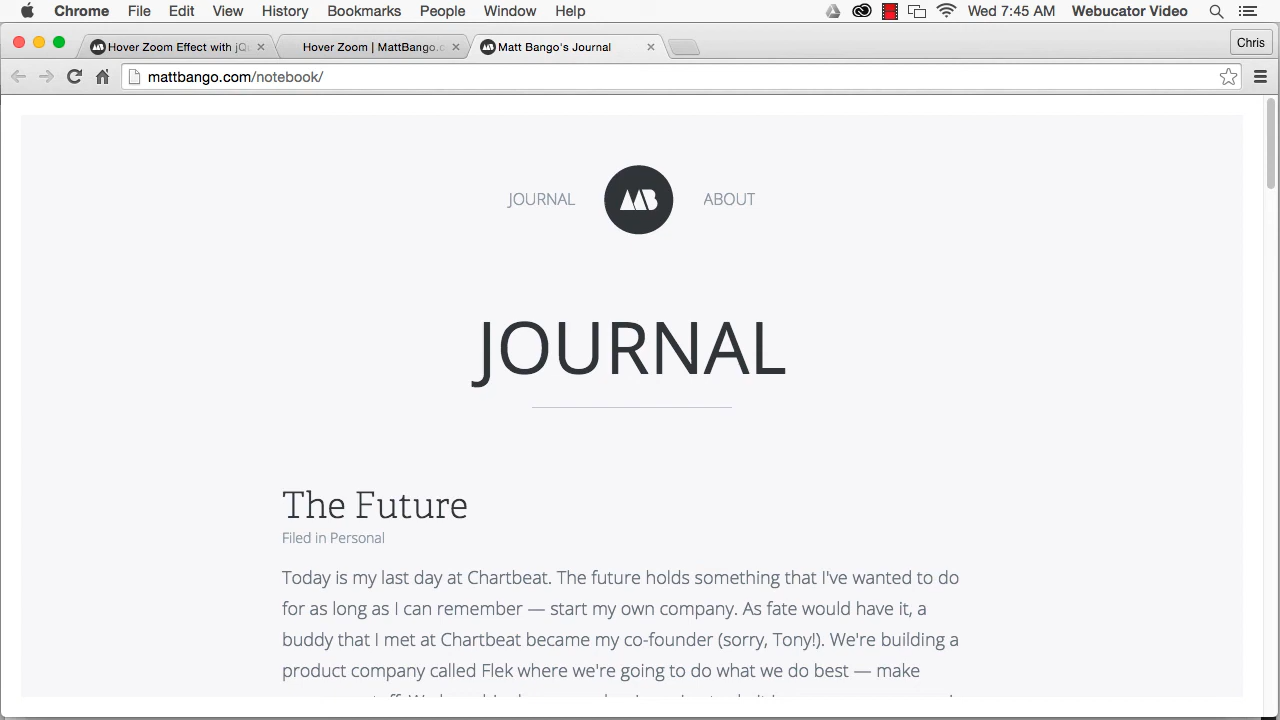 Chrome File Edit View History Bookmarks People Window Help Wed 7:45 AM Webucator Video
Hover Zoom Effect with jQu Hover Zoom | MattBango.c Matt Bango's Journal Chris
mattbango.com/notebook/
JOURNAL MB ABOUT
JOURNAL
The Future
Filed in Personal
Today is my last day at Chartbeat. The future holds something that I've wanted to do
for as long as I can remember — start my own company. As fate would have it, a
buddy that I met at Chartbeat became my co-founder (sorry, Tony!). We're building a
product company called Flek where we're going to do what we do best — make